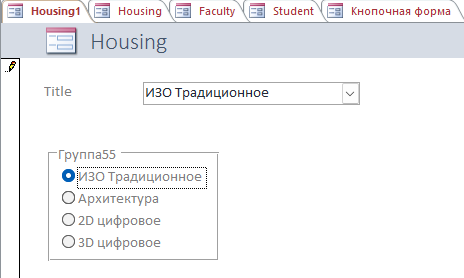 Housing1 Housing Faculty Student Кнопочная форма
Housing
Title ИЗО Традиционное
Группа55
ИЗО Традиционное
Архитектура
2D цифровое
3D цифровое